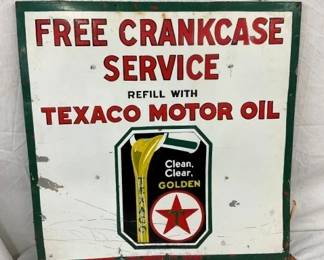 FREE CRANKCASE
SERVICE
REFILL WITH
TEXACO MOTOR OIL
Clean,
Clear,
GOLDEN
TEXACO
T